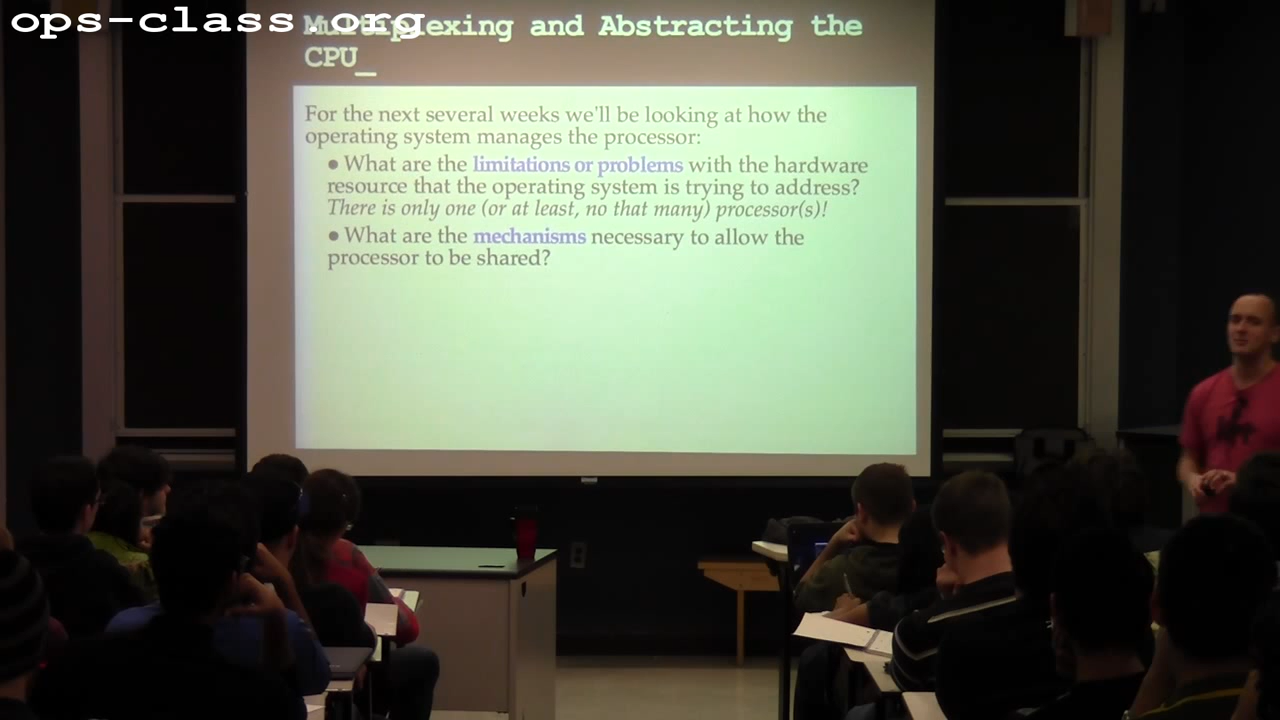 ops-class.org
Multiplexing and Abstracting the
CPU_
For the next several weeks we'll be looking at how the
operating system manages the processor:
● What are the limitations or problems with the hardware
resource that the operating system is trying to address?
There is only one (or at least, no that many) processor(s)!
● What are the mechanisms necessary to allow the
processor to be shared?